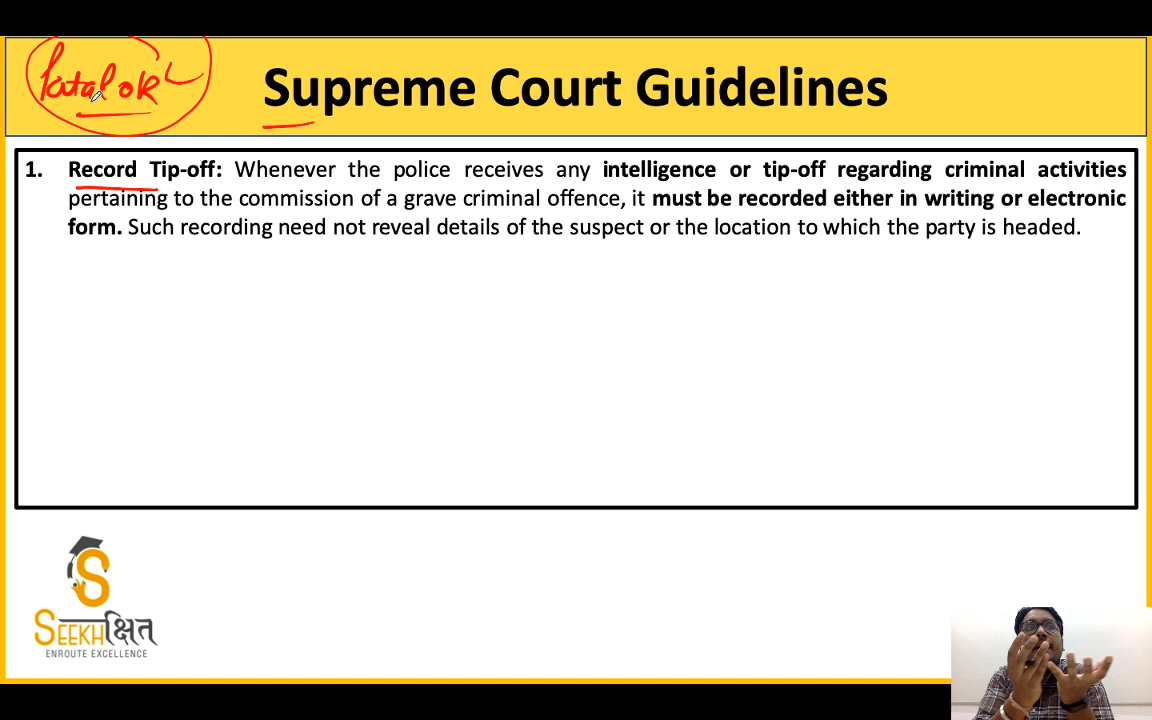 Supreme Court Guidelines
1. Record Tip-off: Whenever the police receives any intelligence or tip-off regarding criminal activities
pertaining to the commission of a grave criminal offence, it must be recorded either in writing or electronic
form. Such recording need not reveal details of the suspect or the location to which the party is headed.
S
SEEKHक्षित
ENROUTE EXCELLENCE